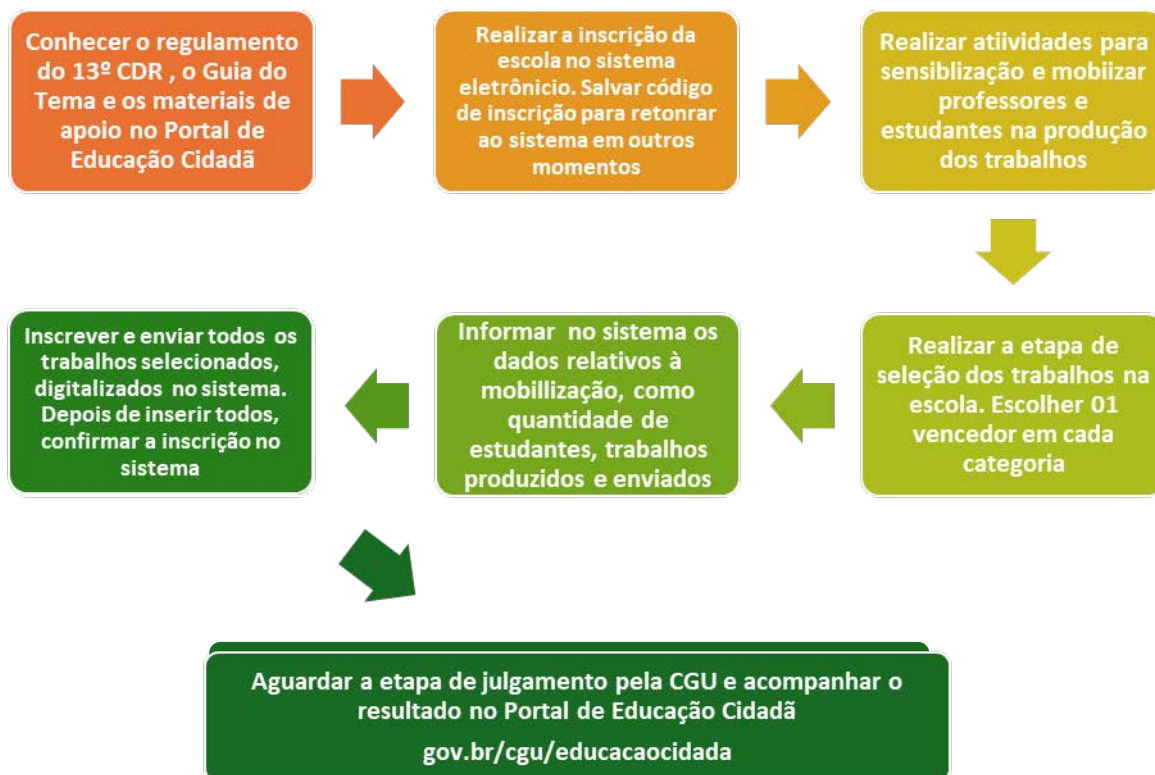 Conhecer o regulamento
do 13º CDR , o Guia do
Tema e os materiais de
apoio no Portal de
Educação Cidadã
Realizar a inscrição da
escola no sistema
eletrônicio. Salvar código
de inscrição para retonrar
ao sistema em outros
momentos
Realizar atiividades para
sensiblização e mobiizar
professores e
estudantes na produção
dos trabalhos
Realizar a etapa de
seleção dos trabalhos na
escola. Escolher 01
vencedor em cada
categoria
Informar no sistema os
dados relativos à
mobillização, como
quantidade de
estudantes, trabalhos
produzidos e enviados
Inscrever e enviar todos os
trabalhos selecionados,
digitalizados no sistema.
Depois de inserir todos,
confirmar a inscrição no
sistema
Aguardar a etapa de julgamento pela CGU e acompanhar o
resultado no Portal de Educação Cidadã
gov.br/cgu/educacaocidada